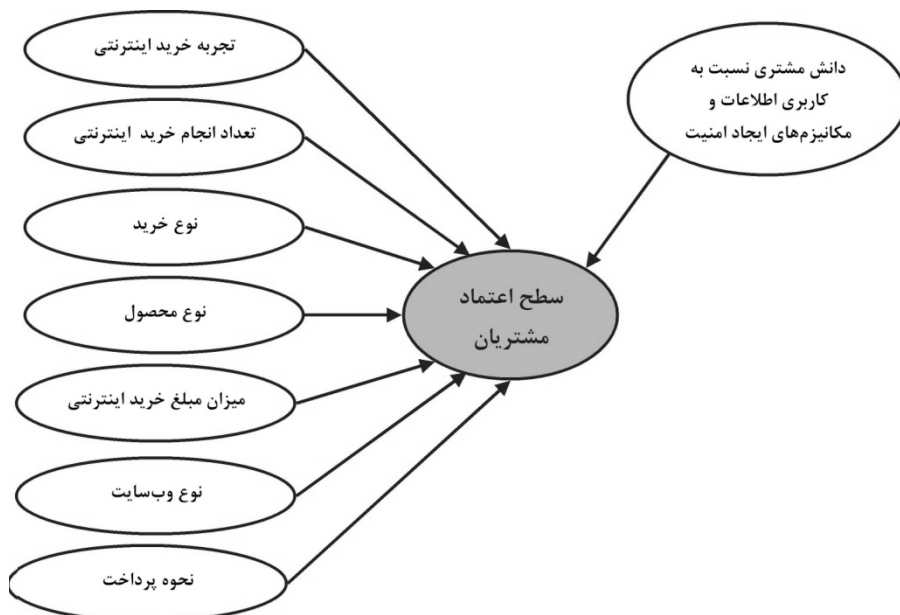 تجربه خرید اینترنتی
دانش مشتری نسبت به
کاربری اطلاعات و
مکانیزم‌های ایجاد امنیت
تعداد انجام خرید اینترنتی
نوع خرید
سطح اعتماد
مشتریان
نوع محصول
میزان مبلغ خرید اینترنتی
نوع وب‌سایت
نحوه پرداخت